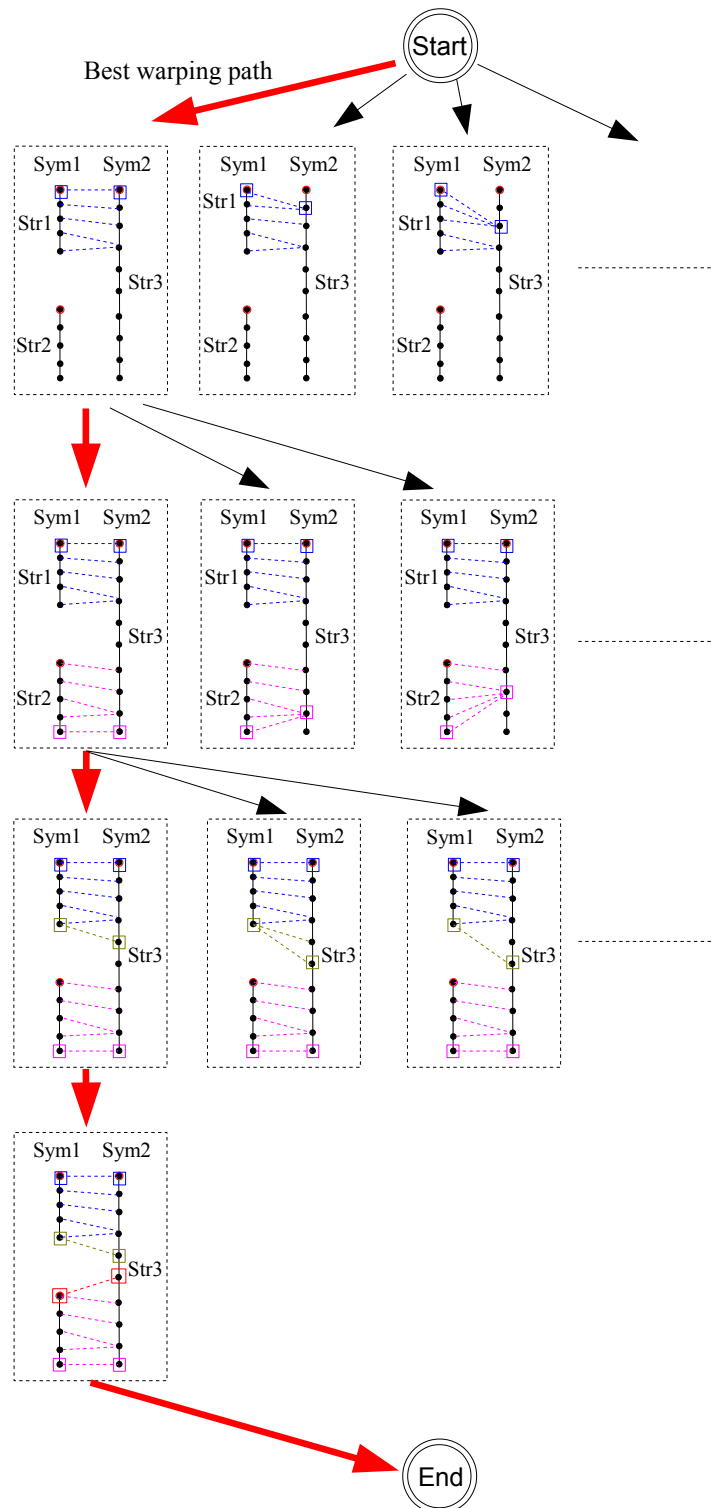 Start
Best warping path
Sym1 Sym2 Sym1 Sym2 Sym1 Sym2
Str1 Str1 Str1
Str3 Str3 Str3
Str2 Str2 Str2
Sym1 Sym2 Sym1 Sym2 Sym1 Sym2
Str1 Str1 Str1
Str3 Str3 Str3
Str2 Str2 Str2
Sym1 Sym2 Sym1 Sym2 Sym1 Sym2
Str3 Str3 Str3
Sym1 Sym2
Str3
End